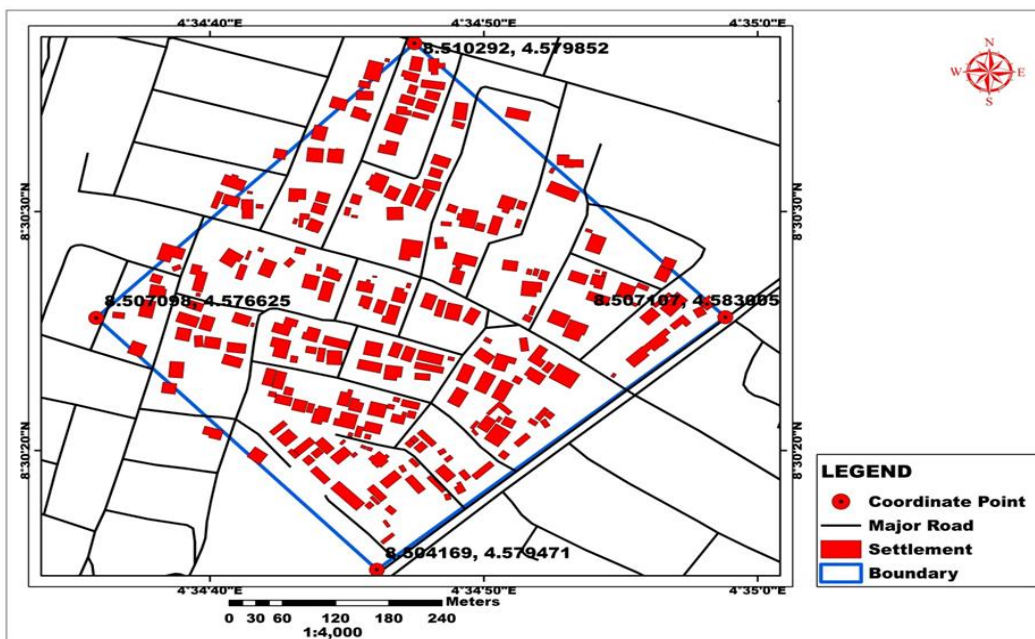 4°34'40"E 4°34'50"E 4°35'0"E
8.510292, 4.579852
N
W E
S
8°30'30"N 8°30'30"N
8.507098, 4.576625 8.507107, 4.583005
8°30'20"N 8°30'20"N
LEGEND
Coordinate Point
Major Road
Settlement
Boundary
8.504169, 4.579471
4°34'40"E 4°34'50"E 4°35'0"E
Meters
0 30 60 120 180 240
1:4,000